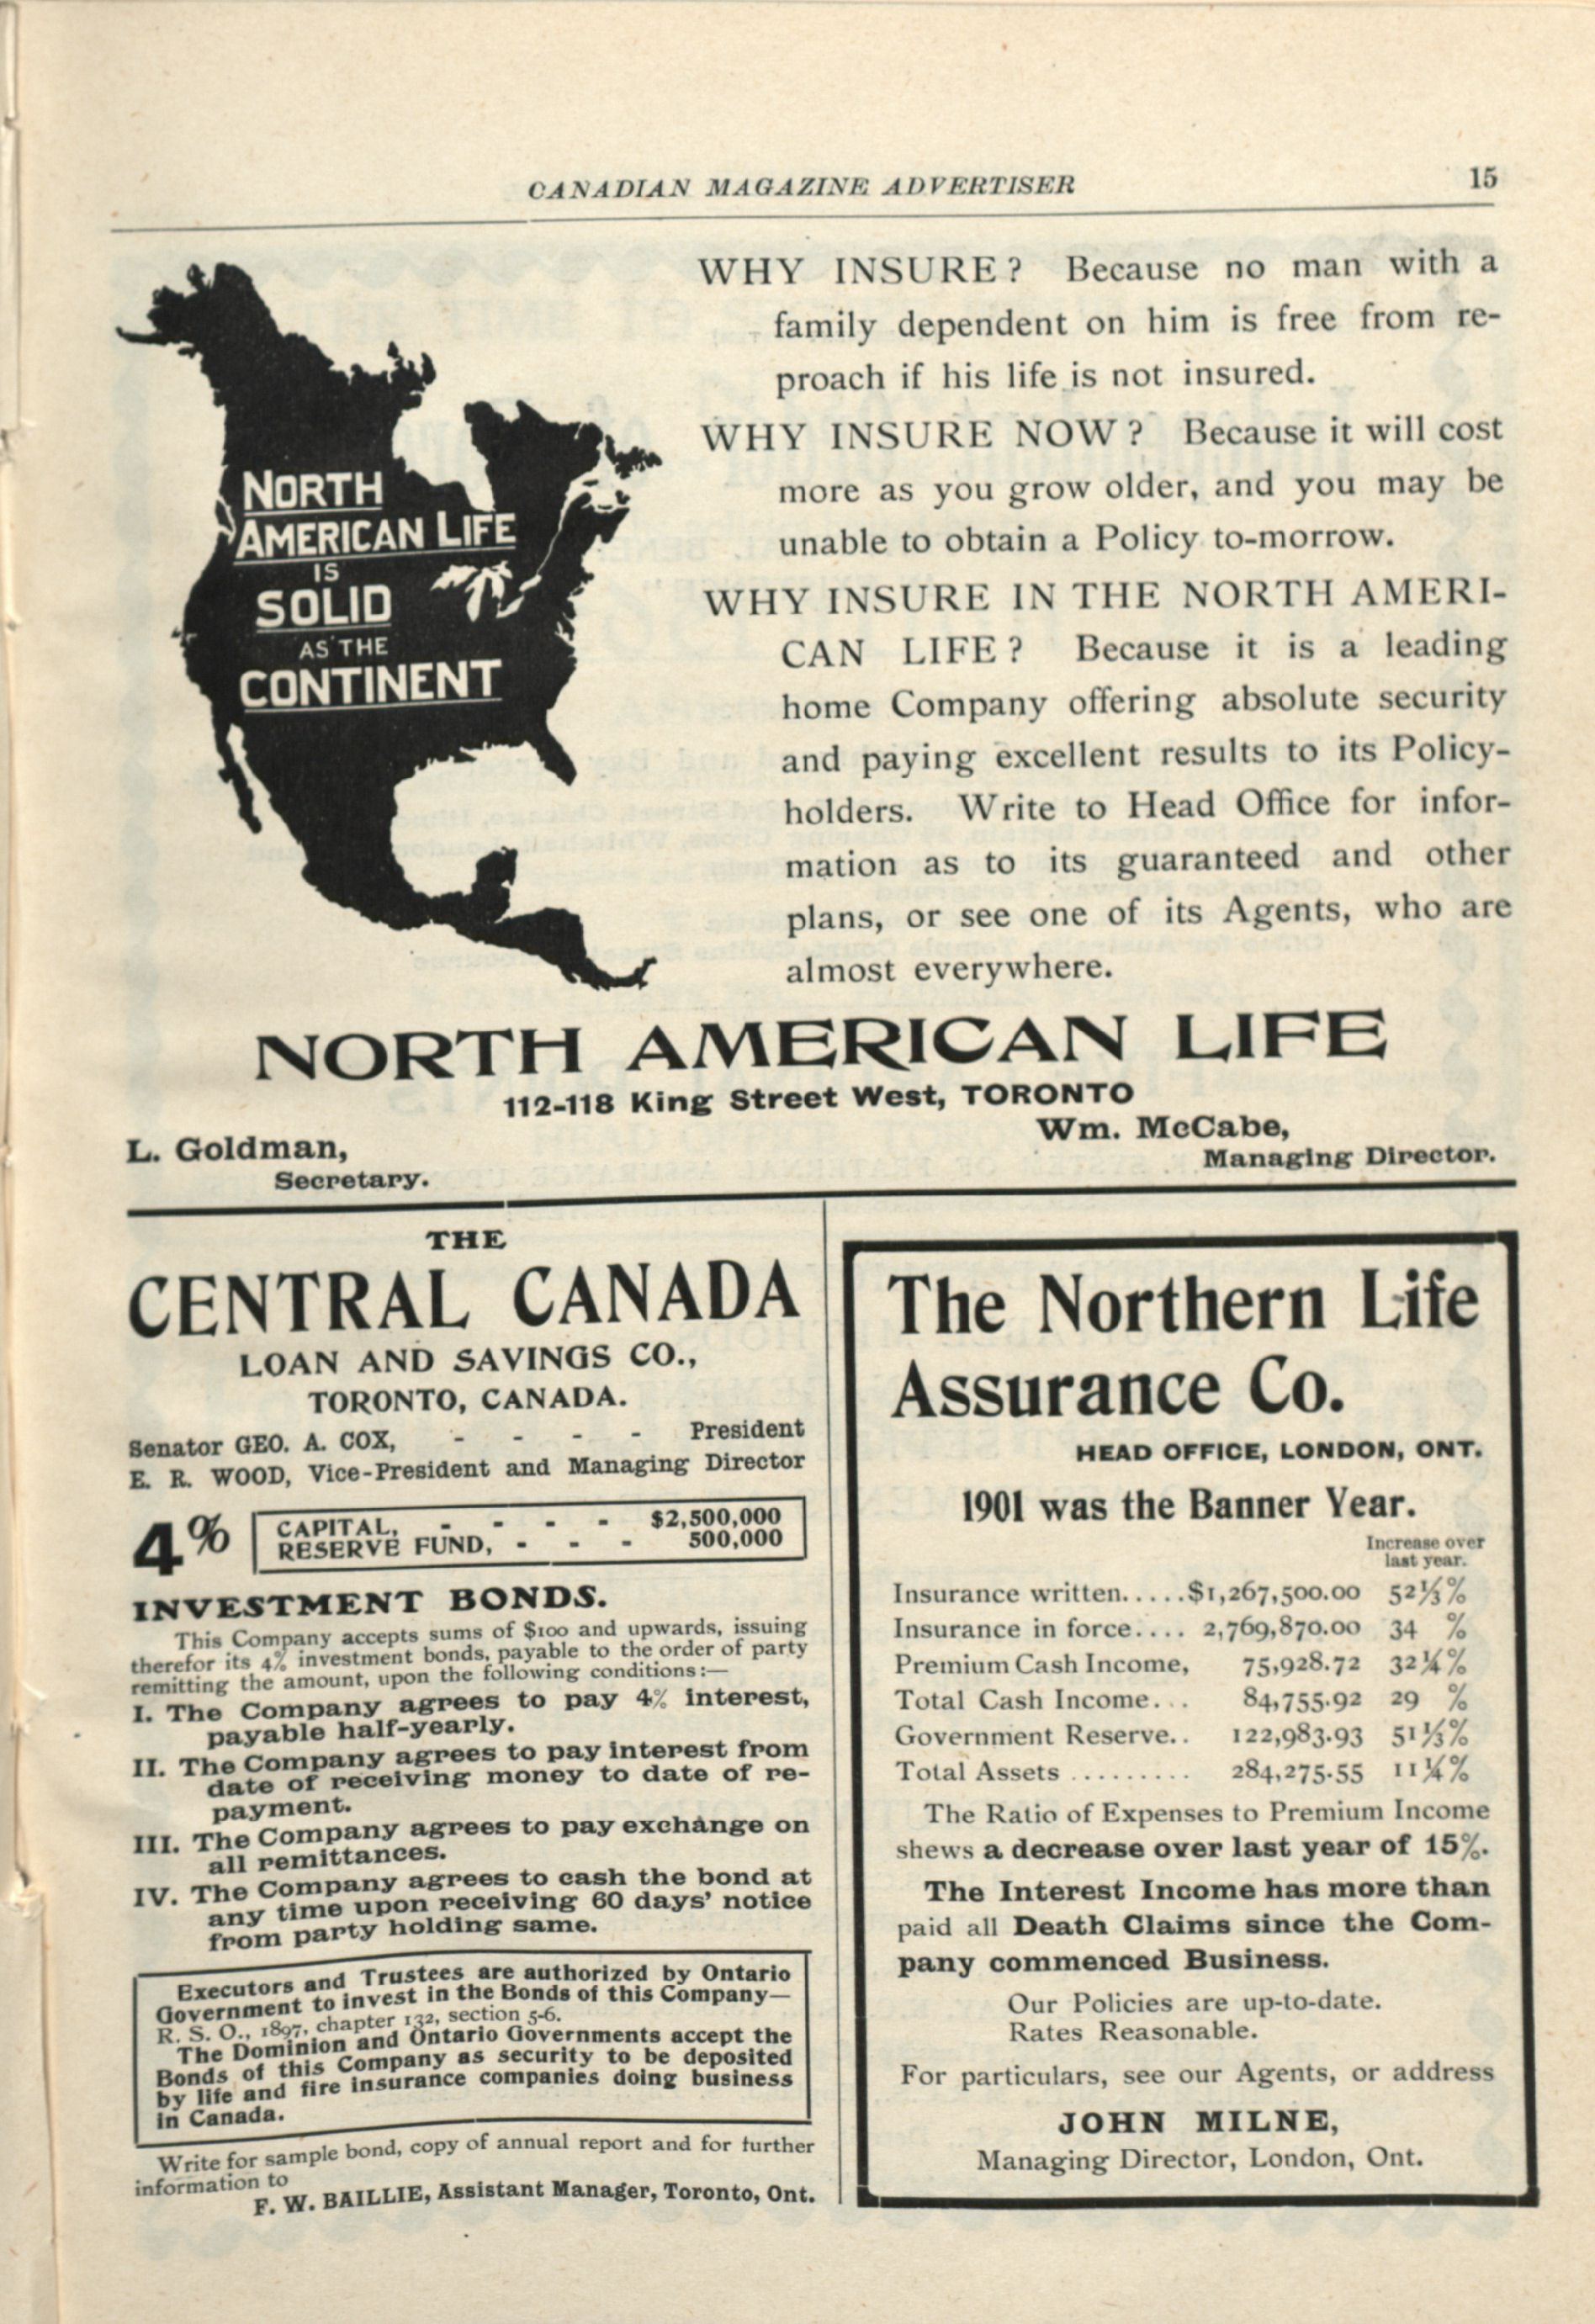 CANADIAN MAGAZINE ADVERTISER
15
NORTH
AMERICAN LIFE
IS
SOLID
AS THE
CONTINENT
WHY INSURE? Because no man with a
family dependent on him is free from re-
proach if his life is not insured.
WHY INSURE NOW? Because it will cost
more as you grow older, and you may be
unable to obtain a Policy to-morrow.
WHY INSURE IN THE NORTH AMERI-
CAN LIFE? Because it is a leading
home Company offering absolute security
and paying excellent results to its Policy-
holders. Write to Head Office for infor-
mation as to its guaranteed and other
plans, or see one of its Agents, who are
almost everywhere.
NORTH AMERICAN LIFE
112-118 King Street West, TORONTO
L. Goldman,
Secretary.
Wm. McCabe,
Managing Director.
THE
CENTRAL CANADA
LOAN AND SAVINGS CO.,
TORONTO, CANADA.
Senator GEO. A. COX, - - - - President
E. R. WOOD, Vice-President and Managing Director
4%
CAPITAL, - - - - $2,500,000
RESERVE FUND, - - - 500,000
INVESTMENT BONDS.
This Company accepts sums of $100 and upwards, issuing
therefor its 4% investment bonds, payable to the order of party
remitting the amount, upon the following conditions:—
I. The Company agrees to pay 4% interest,
payable half-yearly.
II. The Company agrees to pay interest from
date of receiving money to date of re-
payment.
III. The Company agrees to pay exchange on
all remittances.
IV. The Company agrees to cash the bond at
any time upon receiving 60 days' notice
from party holding same.
Executors and Trustees are authorized by Ontario
Government to invest in the Bonds of this Company—
R. S. O., 1897, chapter 132, section 5-6.
The Dominion and Ontario Governments accept the
Bonds of this Company as security to be deposited
by life and fire insurance companies doing business
in Canada.
Write for sample bond, copy of annual report and for further
information to
F. W. BAILLIE, Assistant Manager, Toronto, Ont.
The Northern Life
Assurance Co.
HEAD OFFICE, LONDON, ONT.
1901 was the Banner Year.
Increase over
last year.
Insurance written.....$1,267,500.00 52⅓%
Insurance in force.... 2,769,870.00 34 %
Premium Cash Income, 75,928.72 32¼%
Total Cash Income... 84,755.92 29 %
Government Reserve.. 122,983.93 51⅓%
Total Assets ......... 284,275.55 11¼%
The Ratio of Expenses to Premium Income
shews a decrease over last year of 15%.
The Interest Income has more than
paid all Death Claims since the Com-
pany commenced Business.
Our Policies are up-to-date.
Rates Reasonable.
For particulars, see our Agents, or address
JOHN MILNE,
Managing Director, London, Ont.